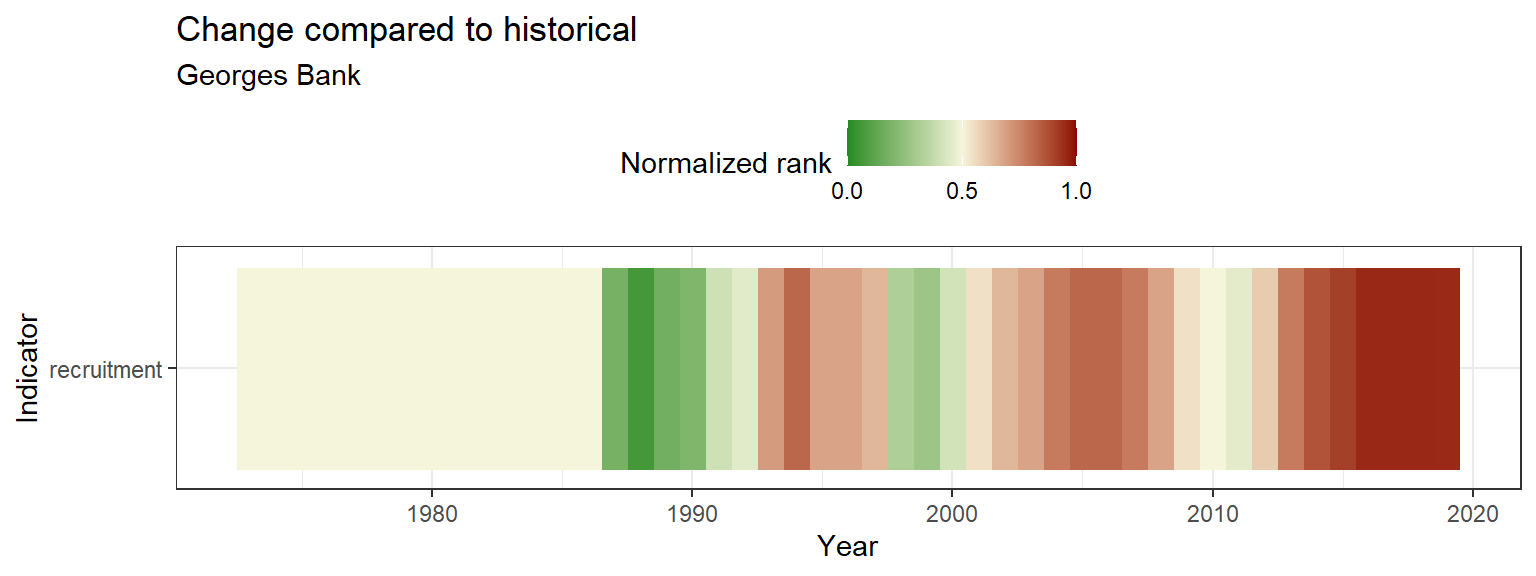 Change compared to historical
Georges Bank
Normalized rank
0.0 0.5 1.0
Indicator
recruitment
1980 1990 2000 2010 2020
Year